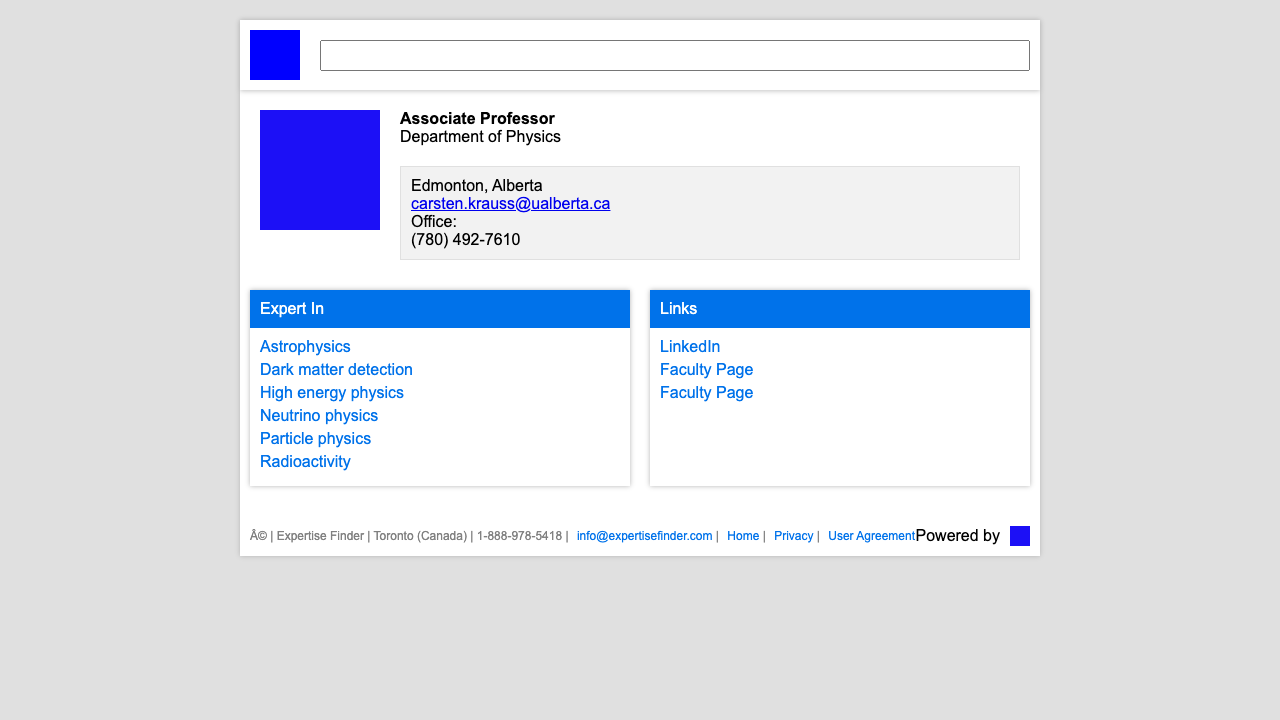 Associate Professor
Department of Physics
Edmonton, Alberta
carsten.krauss@ualberta.ca
Office:
(780) 492-7610
Expert In
Astrophysics
Dark matter detection
High energy physics
Neutrino physics
Particle physics
Radioactivity
Links
LinkedIn
Faculty Page
Faculty Page
Â© | Expertise Finder | Toronto (Canada) | 1-888-978-5418 | info@expertisefinder.com | Home | Privacy | User Agreement Powered by